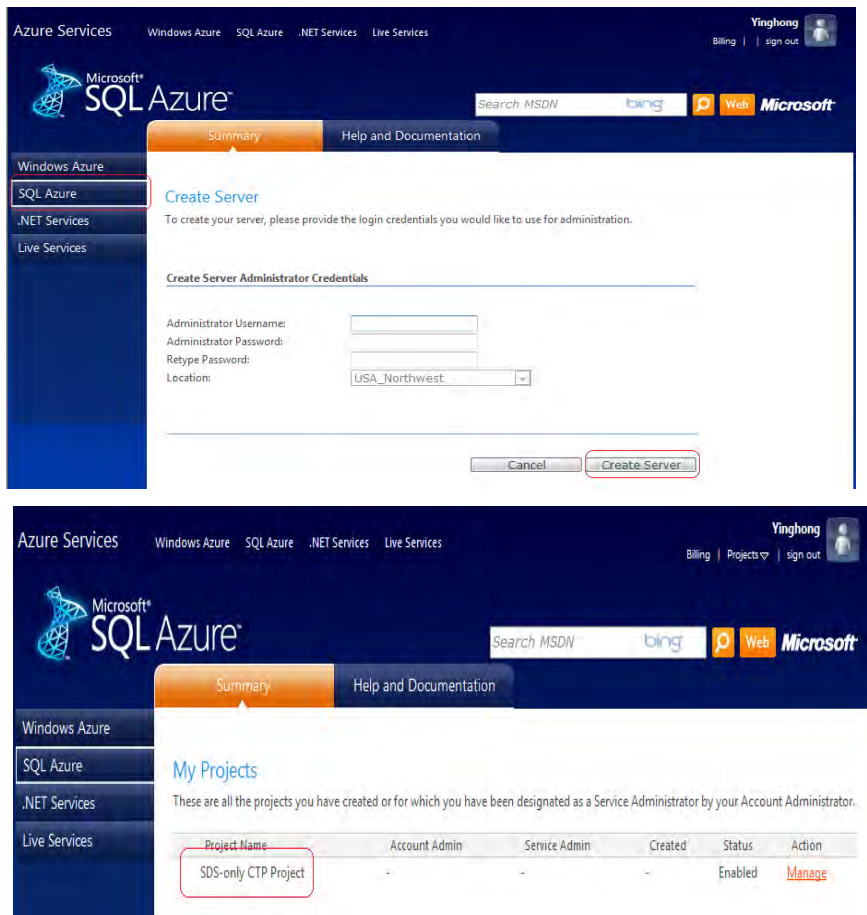 Azure Services Windows Azure SQL Azure .NET Services Live Services Yinghong
Billing | | sign out
Microsoft®
SQL Azure™
Search MSDN bing Web Microsoft®
Summary Help and Documentation
Windows Azure
SQL Azure
.NET Services
Live Services
Create Server
To create your server, please provide the login credentials you would like to use for administration.
Create Server Administrator Credentials
Administrator Username:
Administrator Password:
Retype Password:
Location: USA_Northwest
Cancel Create Server
Azure Services Windows Azure SQL Azure .NET Services Live Services Yinghong
Billing | Projects | sign out
Microsoft®
SQL Azure™
Search MSDN bing Web Microsoft®
Summary Help and Documentation
Windows Azure
SQL Azure
.NET Services
Live Services
My Projects
These are all the projects you have created or for which you have been designated as a Service Administrator by your Account Administrator.
Project Name Account Admin Service Admin Created Status Action
SDS-only CTP Project - - - Enabled Manage